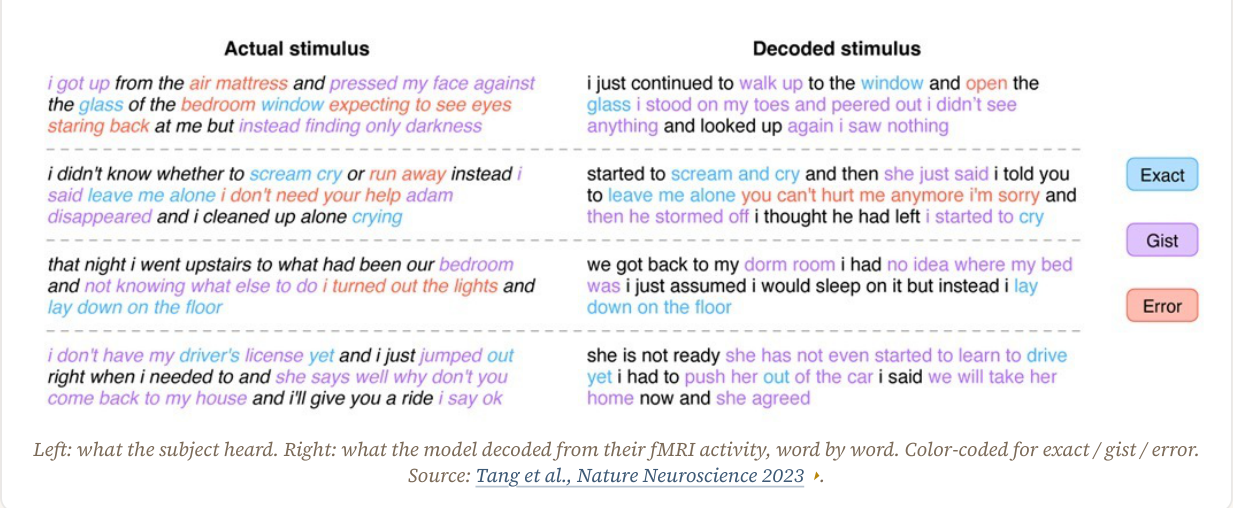 Actual stimulus
i got up from the air mattress and pressed my face against
the glass of the bedroom window expecting to see eyes
staring back at me but instead finding only darkness
i didn't know whether to scream cry or run away instead i
said leave me alone i don't need your help adam
disappeared and i cleaned up alone crying
that night i went upstairs to what had been our bedroom
and not knowing what else to do i turned out the lights and
lay down on the floor
i don't have my driver's license yet and i just jumped out
right when i needed to and she says well why don't you
come back to my house and i'll give you a ride i say ok
Decoded stimulus
i just continued to walk up to the window and open the
glass i stood on my toes and peered out i didn't see
anything and looked up again i saw nothing
started to scream and cry and then she just said i told you
to leave me alone you can't hurt me anymore i'm sorry and
then he stormed off i thought he had left i started to cry
we got back to my dorm room i had no idea where my bed
was i just assumed i would sleep on it but instead i lay
down on the floor
she is not ready she has not even started to learn to drive
yet i had to push her out of the car i said we will take her
home now and she agreed
Exact
Gist
Error
Left: what the subject heard. Right: what the model decoded from their fMRI activity, word by word. Color-coded for exact / gist / error.
Source: Tang et al., Nature Neuroscience 2023 .